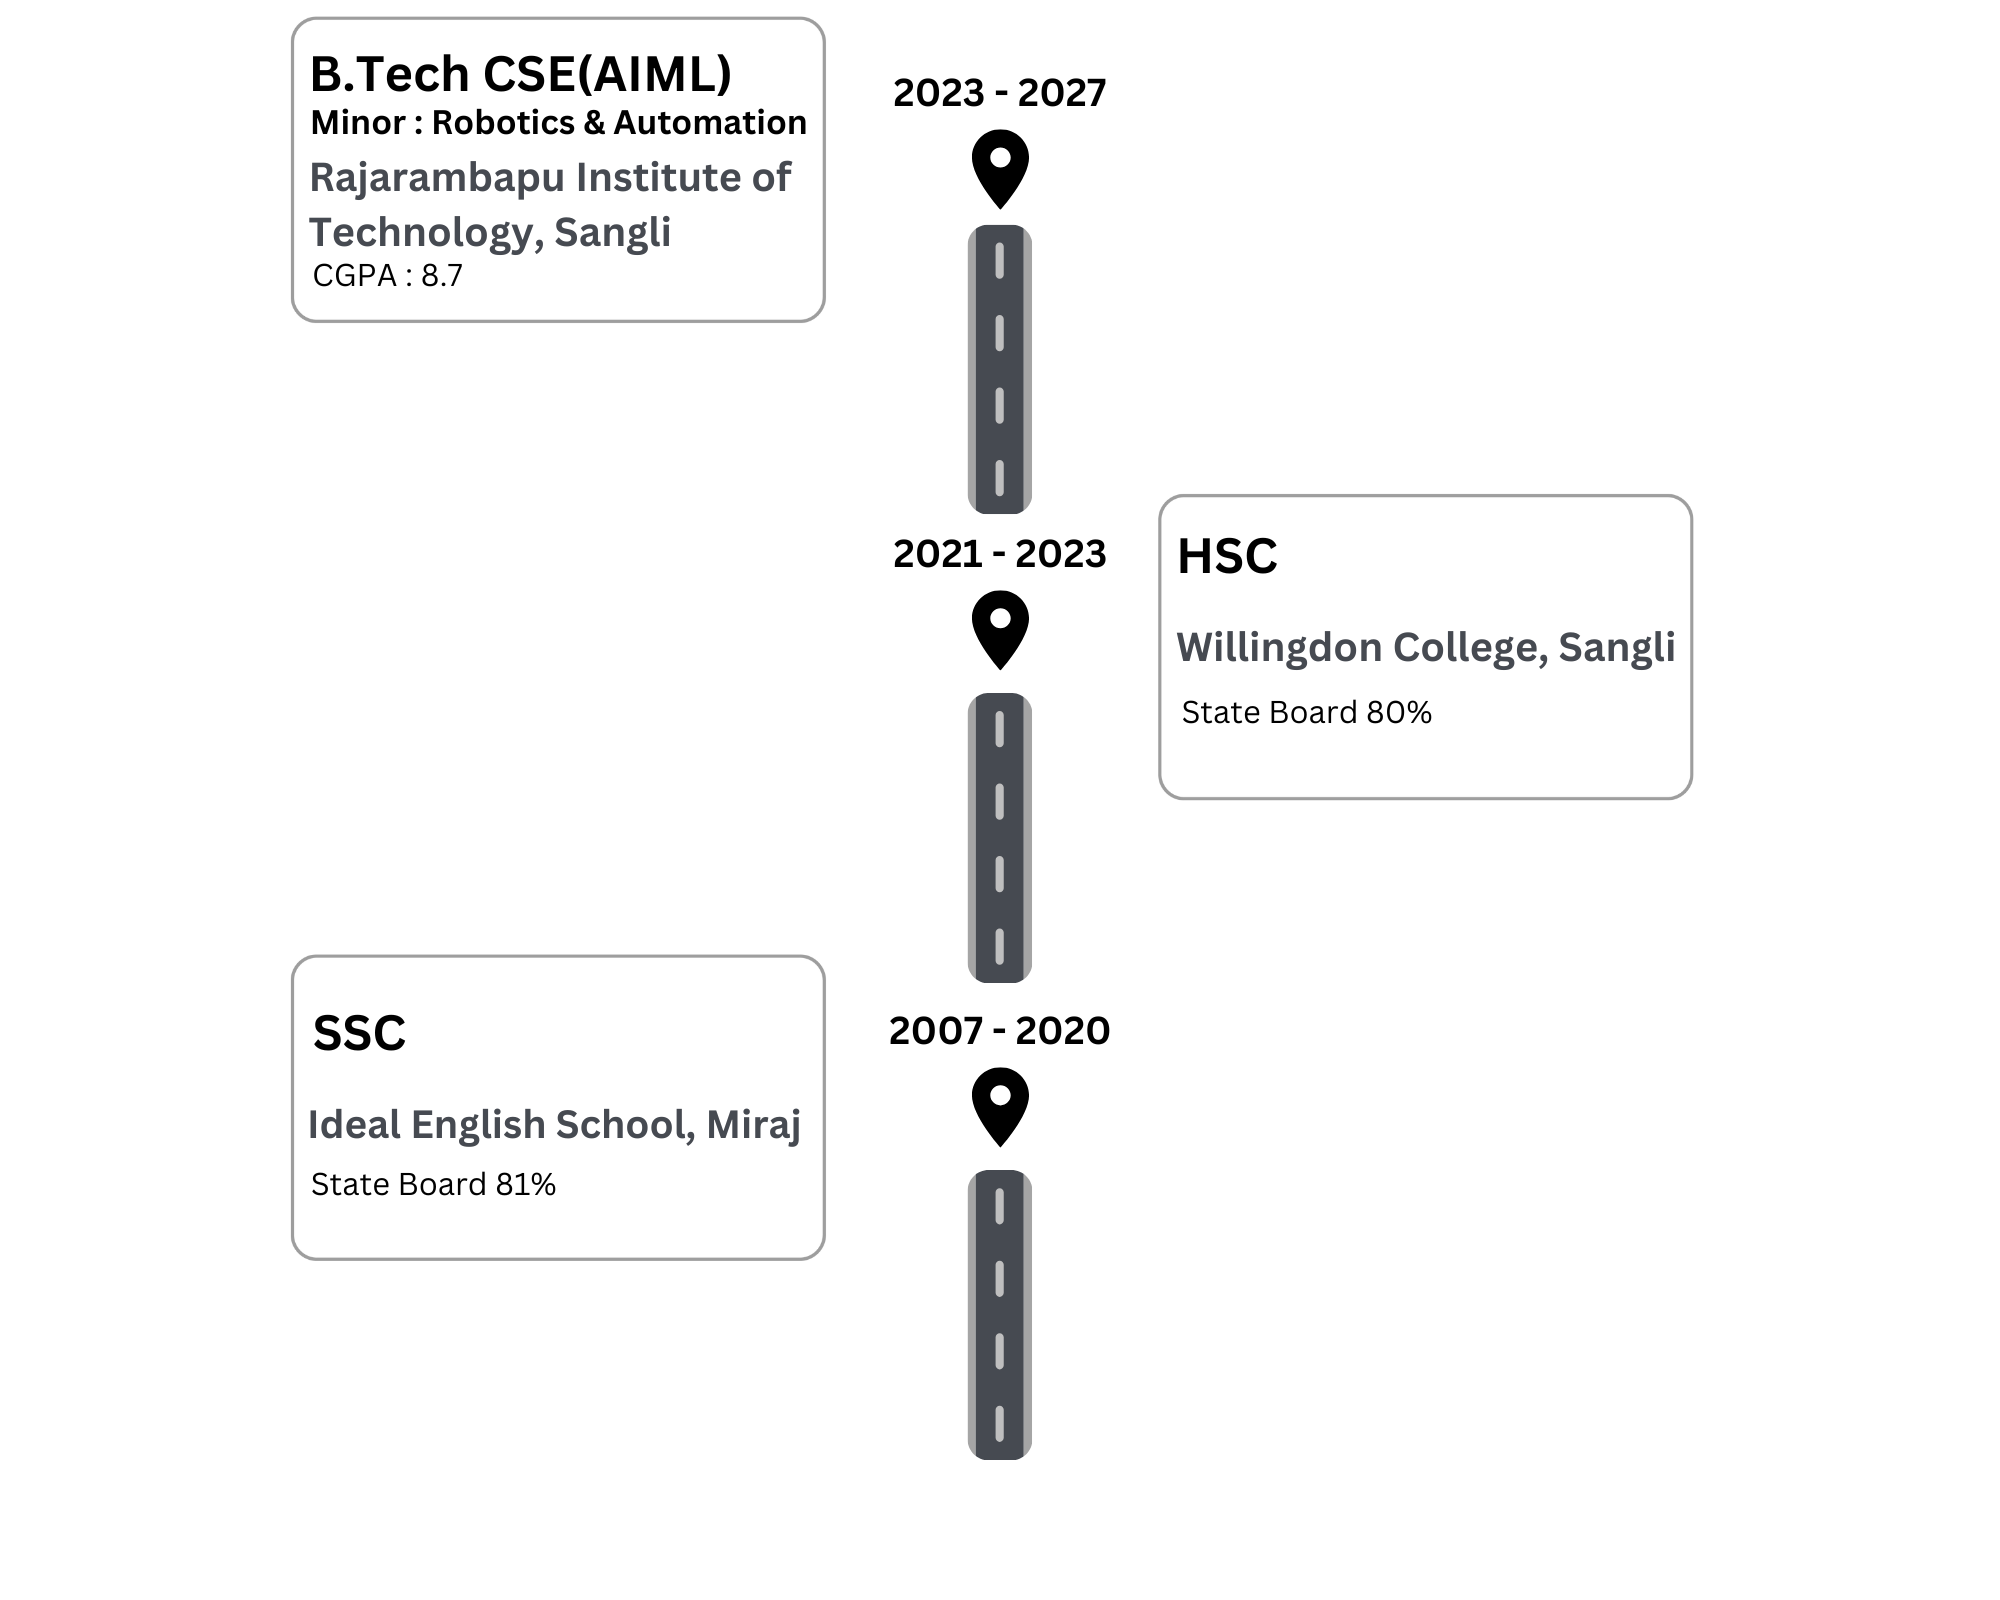 B.Tech CSE(AIML)
Minor : Robotics & Automation
Rajarambapu Institute of
Technology, Sangli
CGPA : 8.7
2023 - 2027
2021 - 2023
HSC
Willingdon College, Sangli
State Board 80%
SSC
Ideal English School, Miraj
State Board 81%
2007 - 2020